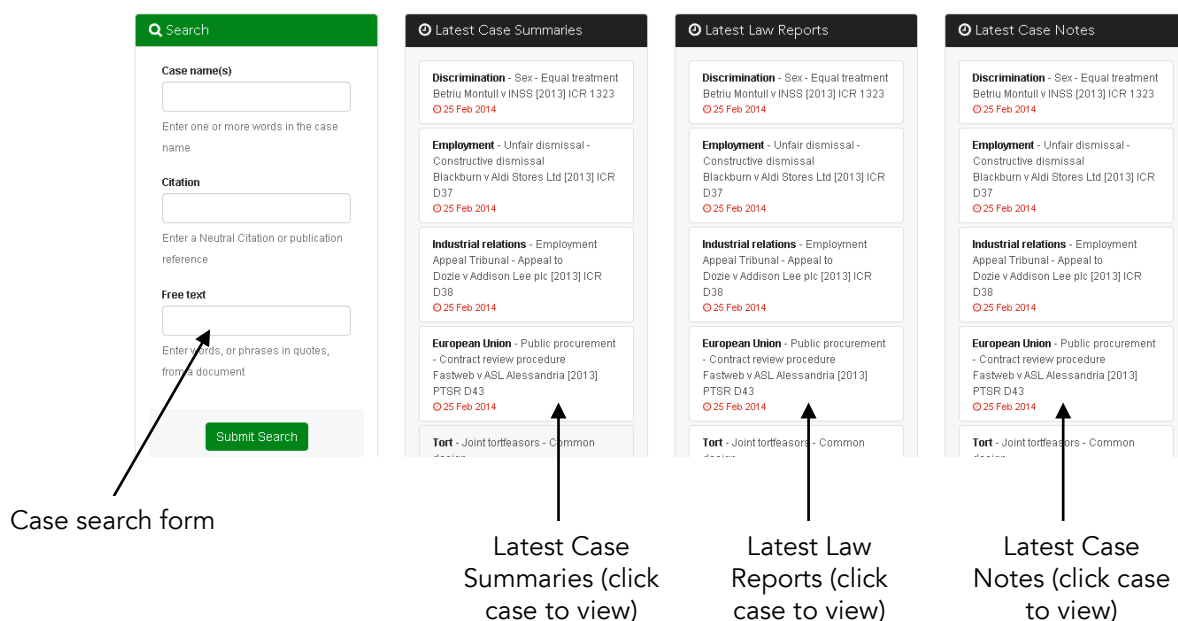 Search
Case name(s)
Enter one or more words in the case
name
Citation
Enter a Neutral Citation or publication
reference
Free text
Enter words, or phrases in quotes,
from a document
Submit Search
Latest Case Summaries
Discrimination - Sex - Equal treatment
Betriu Montull v INSS [2013] ICR 1323
25 Feb 2014
Employment - Unfair dismissal -
Constructive dismissal
Blackburn v Aldi Stores Ltd [2013] ICR
D37
25 Feb 2014
Industrial relations - Employment
Appeal Tribunal - Appeal to
Dozie v Addison Lee plc [2013] ICR
D38
25 Feb 2014
European Union - Public procurement
- Contract review procedure
Fastweb v ASL Alessandria [2013]
PTSR D43
25 Feb 2014
Tort - Joint tortfeasors - Common
Latest Law Reports
Discrimination - Sex - Equal treatment
Betriu Montull v INSS [2013] ICR 1323
25 Feb 2014
Employment - Unfair dismissal -
Constructive dismissal
Blackburn v Aldi Stores Ltd [2013] ICR
D37
25 Feb 2014
Industrial relations - Employment
Appeal Tribunal - Appeal to
Dozie v Addison Lee plc [2013] ICR
D38
25 Feb 2014
European Union - Public procurement
- Contract review procedure
Fastweb v ASL Alessandria [2013]
PTSR D43
25 Feb 2014
Tort - Joint tortfeasors - Common
Latest Case Notes
Discrimination - Sex - Equal treatment
Betriu Montull v INSS [2013] ICR 1323
25 Feb 2014
Employment - Unfair dismissal -
Constructive dismissal
Blackburn v Aldi Stores Ltd [2013] ICR
D37
25 Feb 2014
Industrial relations - Employment
Appeal Tribunal - Appeal to
Dozie v Addison Lee plc [2013] ICR
D38
25 Feb 2014
European Union - Public procurement
- Contract review procedure
Fastweb v ASL Alessandria [2013]
PTSR D43
25 Feb 2014
Tort - Joint tortfeasors - Common
Case search form
Latest Case
Summaries (click
case to view)
Latest Law
Reports (click
case to view)
Latest Case
Notes (click case
to view)